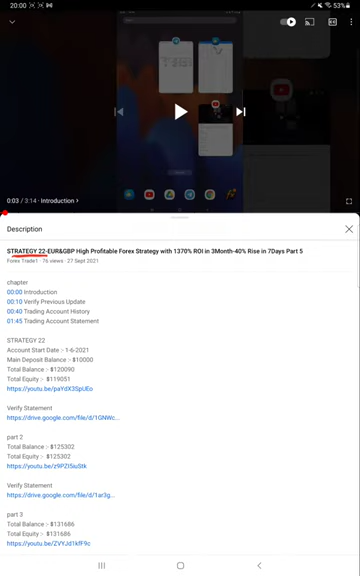 20:00
53%
0:03 / 3:14 · Introduction >
Description
STRATEGY 22-EUR&GBP High Profitable Forex Strategy with 1370% ROI in 3Month-40% Rise in 7Days Part 5
Forex Trade1 · 76 views · 27 Sept 2021
chapter
00:00 Introduction
00:10 Verify Previous Update
00:40 Trading Account History
01:45 Trading Account Statement
STRATEGY 22
Account Start Date :- 1-6-2021
Main Deposit Balance :- $10000
Total Balance :- $120090
Total Equity :- $119051
https://youtu.be/paYdX3SpUEo
Verify Statement
https://drive.google.com/file/d/1GNWc...
part 2
Total Balance :- $125302
Total Equity :- $125302
https://youtu.be/z9PZI5iuStk
Verify Statement
https://drive.google.com/file/d/1ar3g...
part 3
Total Balance :- $131686
Total Equity :- $131686
https://youtu.be/ZVYJd1kfF9c